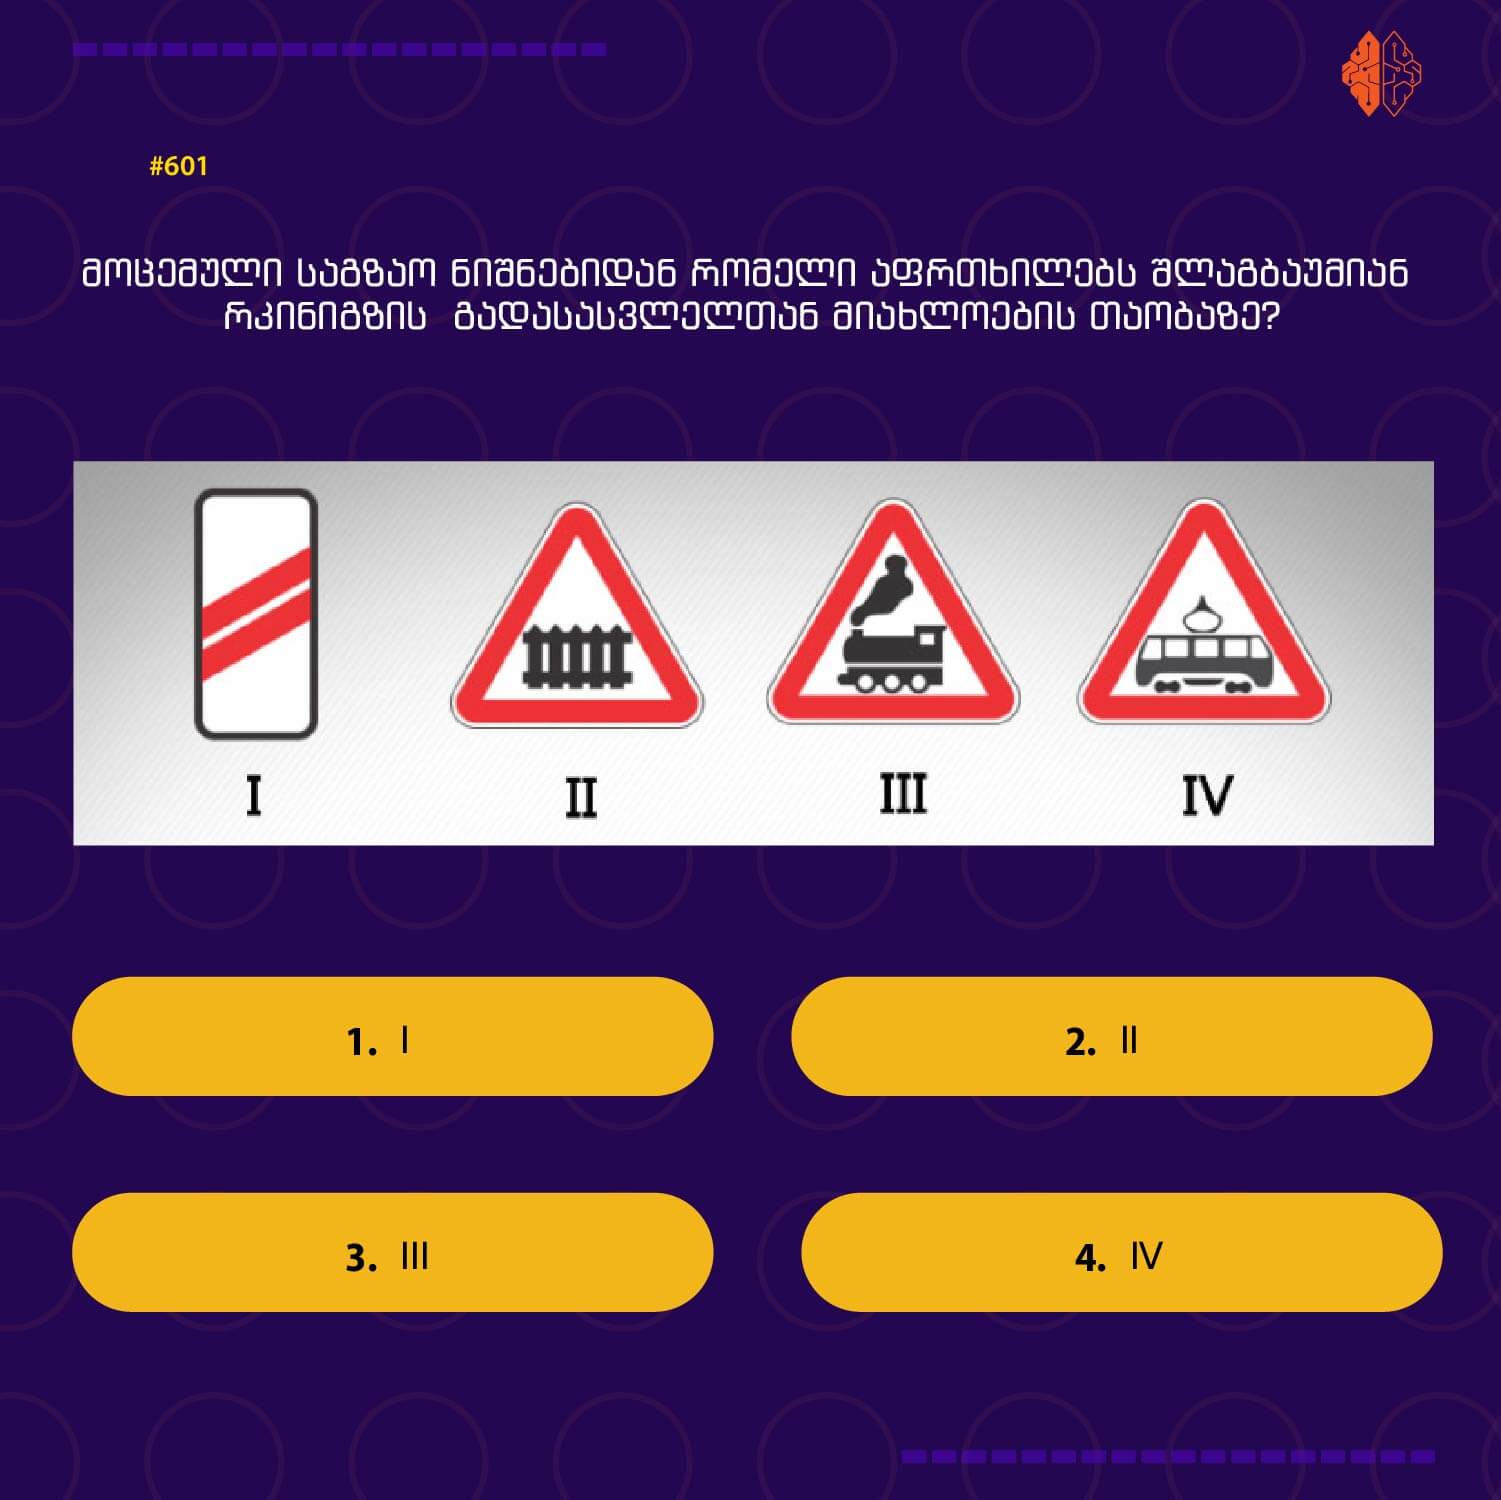 #601
მოცემული საგზაო ნიშნებიდან რომელი აფრთხილებს შლაგბაუმიან
რკინიგზის გადასასვლელთან მიახლოების თაობაზე?
I
II
III
IV
1. I
2. II
3. III
4. IV